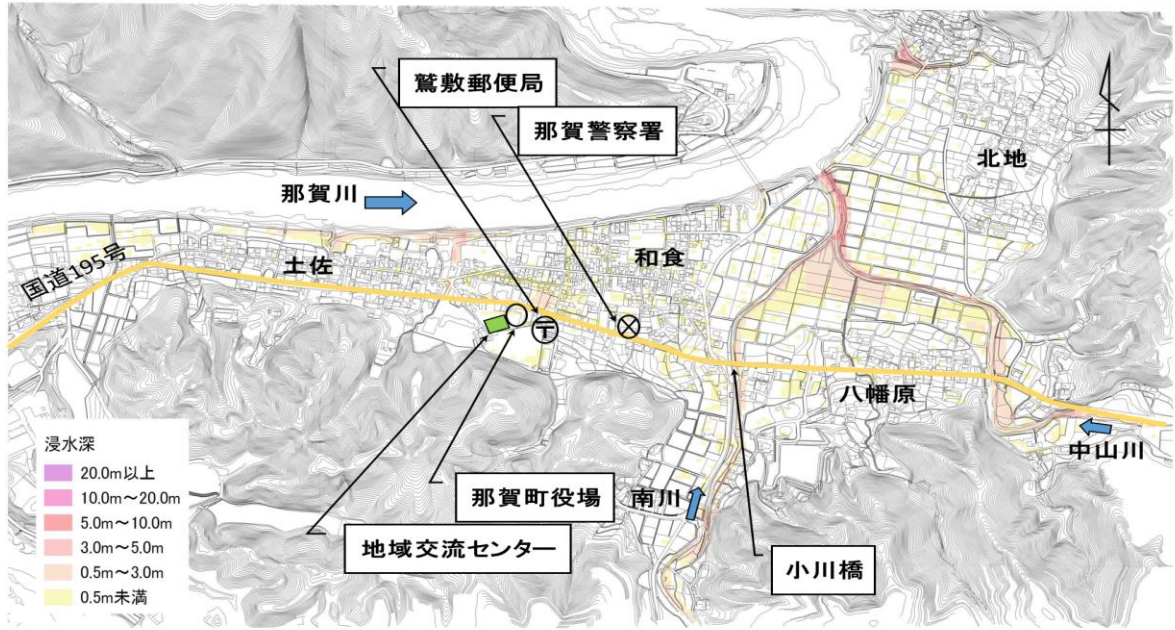 鷲敷郵便局
那賀警察署
北地
那賀川
和食
土佐
国道195号
〒
八幡原
中山川
浸水深
20.0m以上
10.0m～20.0m
5.0m～10.0m
3.0m～5.0m
0.5m～3.0m
0.5m未満
那賀町役場
南川
地域交流センター
小川橋